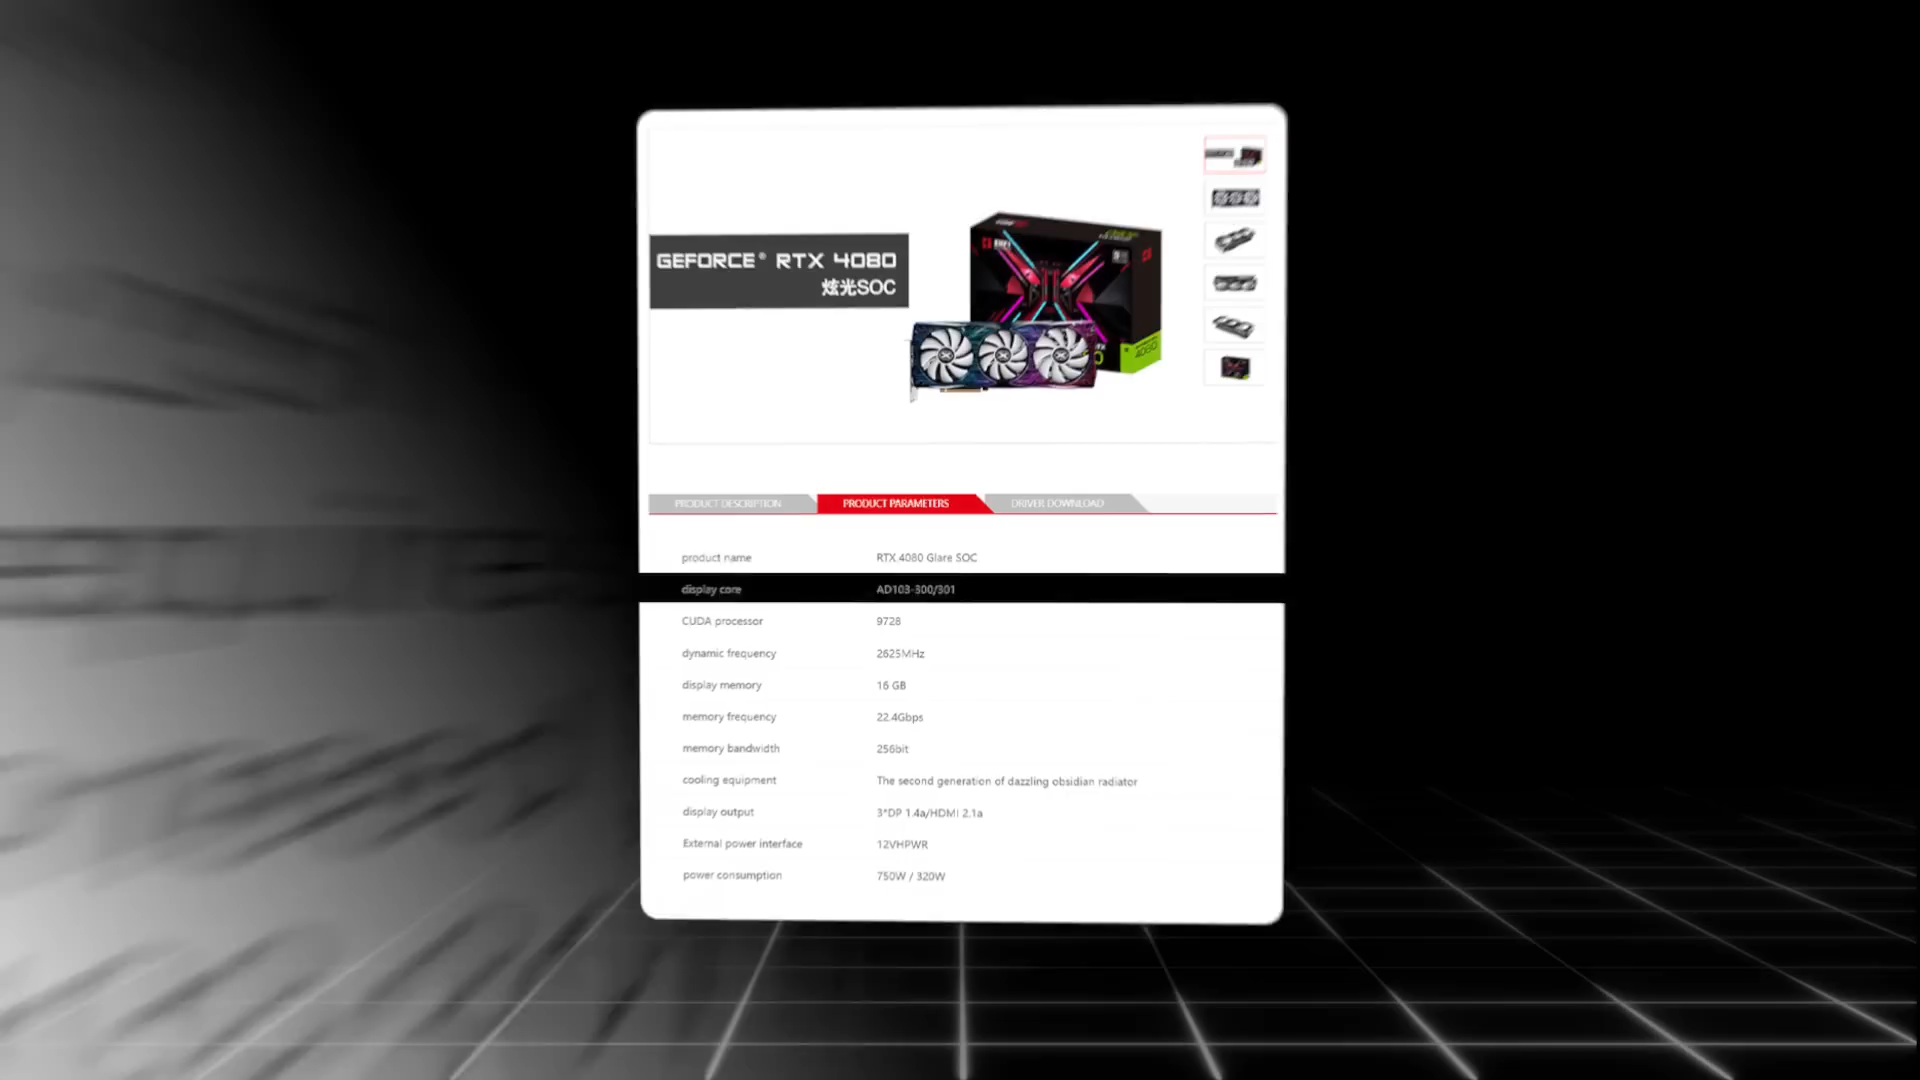 GEFORCE® RTX 4080
炫光SOC
4080
PRODUCT DESCRIPTION
PRODUCT PARAMETERS
DRIVER DOWNLOAD
product name RTX 4080 Glare SOC
display core AD103-300/301
CUDA processor 9728
dynamic frequency 2625MHz
display memory 16 GB
memory frequency 22.4Gbps
memory bandwidth 256bit
cooling equipment The second generation of dazzling obsidian radiator
display output 3*DP 1.4a/HDMI 2.1a
External power interface 12VHPWR
power consumption 750W / 320W